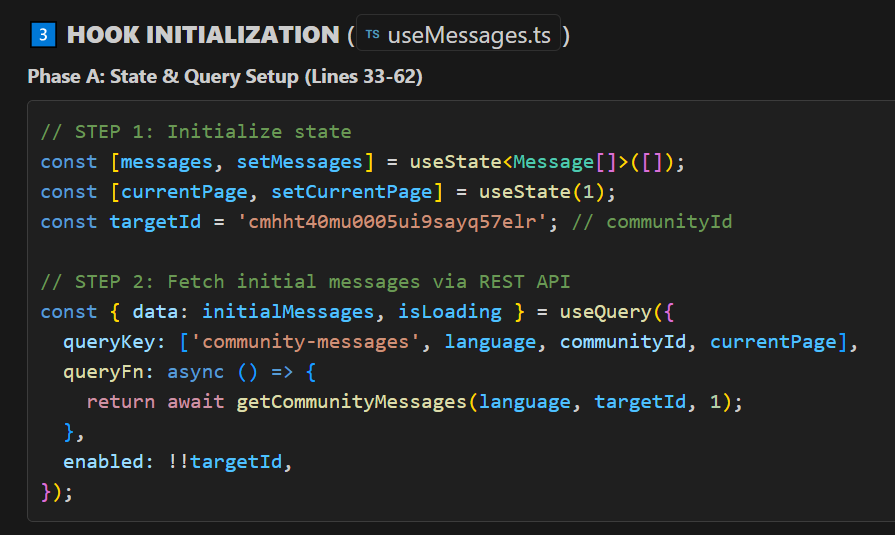 3 HOOK INITIALIZATION (TS useMessages.ts)
Phase A: State & Query Setup (Lines 33-62)
// STEP 1: Initialize state
const [messages, setMessages] = useState<Message[]>([]);
const [currentPage, setCurrentPage] = useState(1);
const targetId = 'cmhht40mu0005ui9sayq57elr'; // communityId

// STEP 2: Fetch initial messages via REST API
const { data: initialMessages, isLoading } = useQuery({
  queryKey: ['community-messages', language, communityId, currentPage],
  queryFn: async () => {
    return await getCommunityMessages(language, targetId, 1);
  },
  enabled: !!targetId,
});